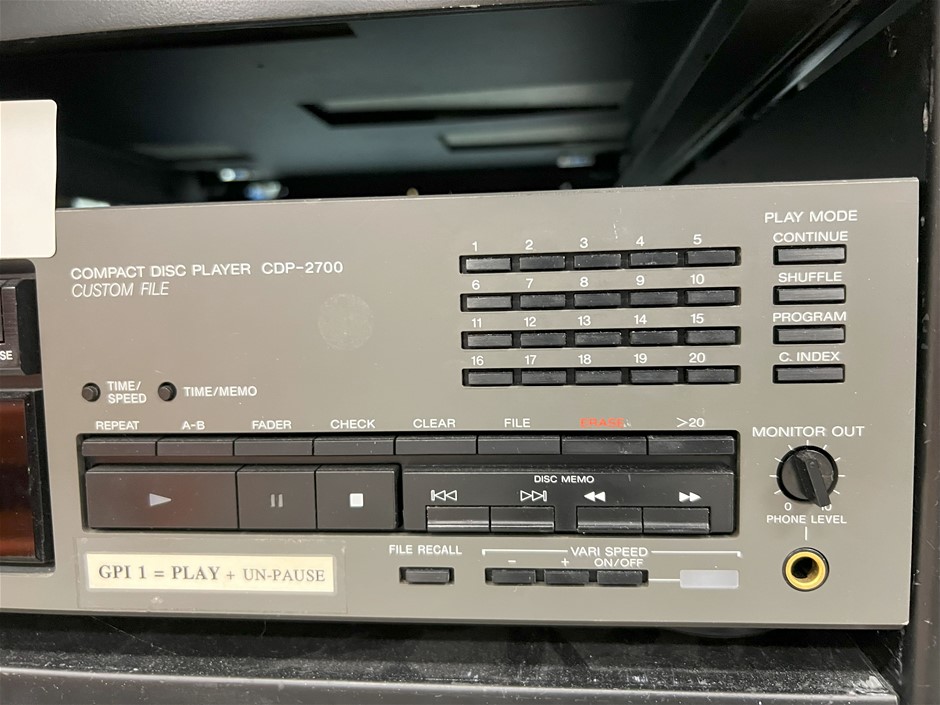 PLAY MODE
CONTINUE
SHUFFLE
PROGRAM
C. INDEX
1 2 3 4 5
6 7 8 9 10
11 12 13 14 15
16 17 18 19 20
COMPACT DISC PLAYER CDP-2700
CUSTOM FILE
SE
TIME/
SPEED
TIME/MEMO
REPEAT A-B FADER CHECK CLEAR FILE ERASE >20
DISC MEMO
MONITOR OUT
0 10
PHONE LEVEL
FILE RECALL
VARI SPEED
− + ON/OFF
GPI 1 = PLAY + UN-PAUSE